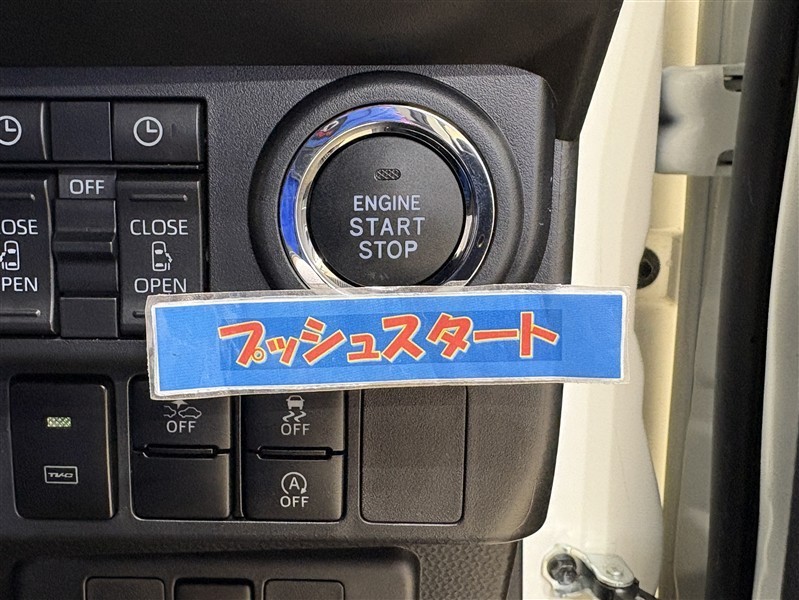 ENGINE
START
STOP
OFF
CLOSE
OPEN
CLOSE
OPEN
プッシュスタート
OFF
OFF
A
OFF